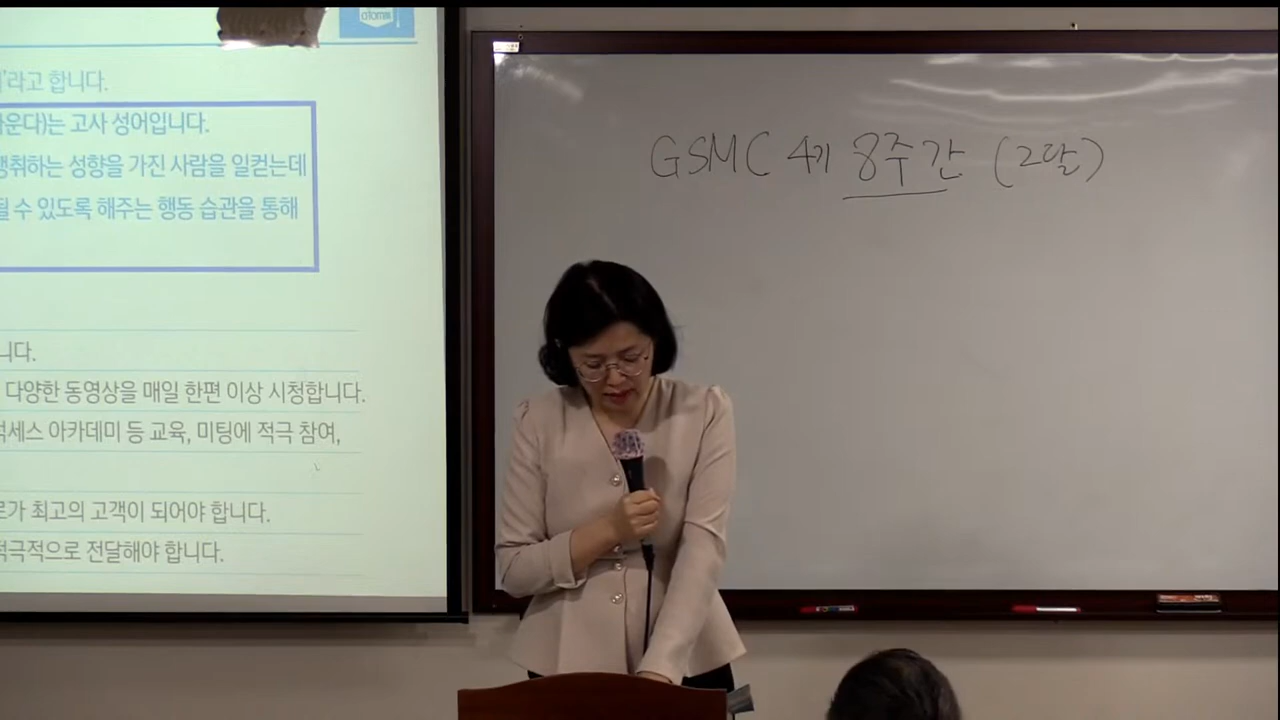 라고 합니다.
운다)는 고사 성어입니다.
취하는 성향을 가진 사람을 일컫는데
될 수 있도록 해주는 행동 습관을 통해
니다.
다양한 동영상을 매일 한편 이상 시청합니다.
세스 아카데미 등 교육, 미팅에 적극 참여,
가 최고의 고객이 되어야 합니다.
적극적으로 전달해야 합니다.
GSMC 4기 8주간 (2달)